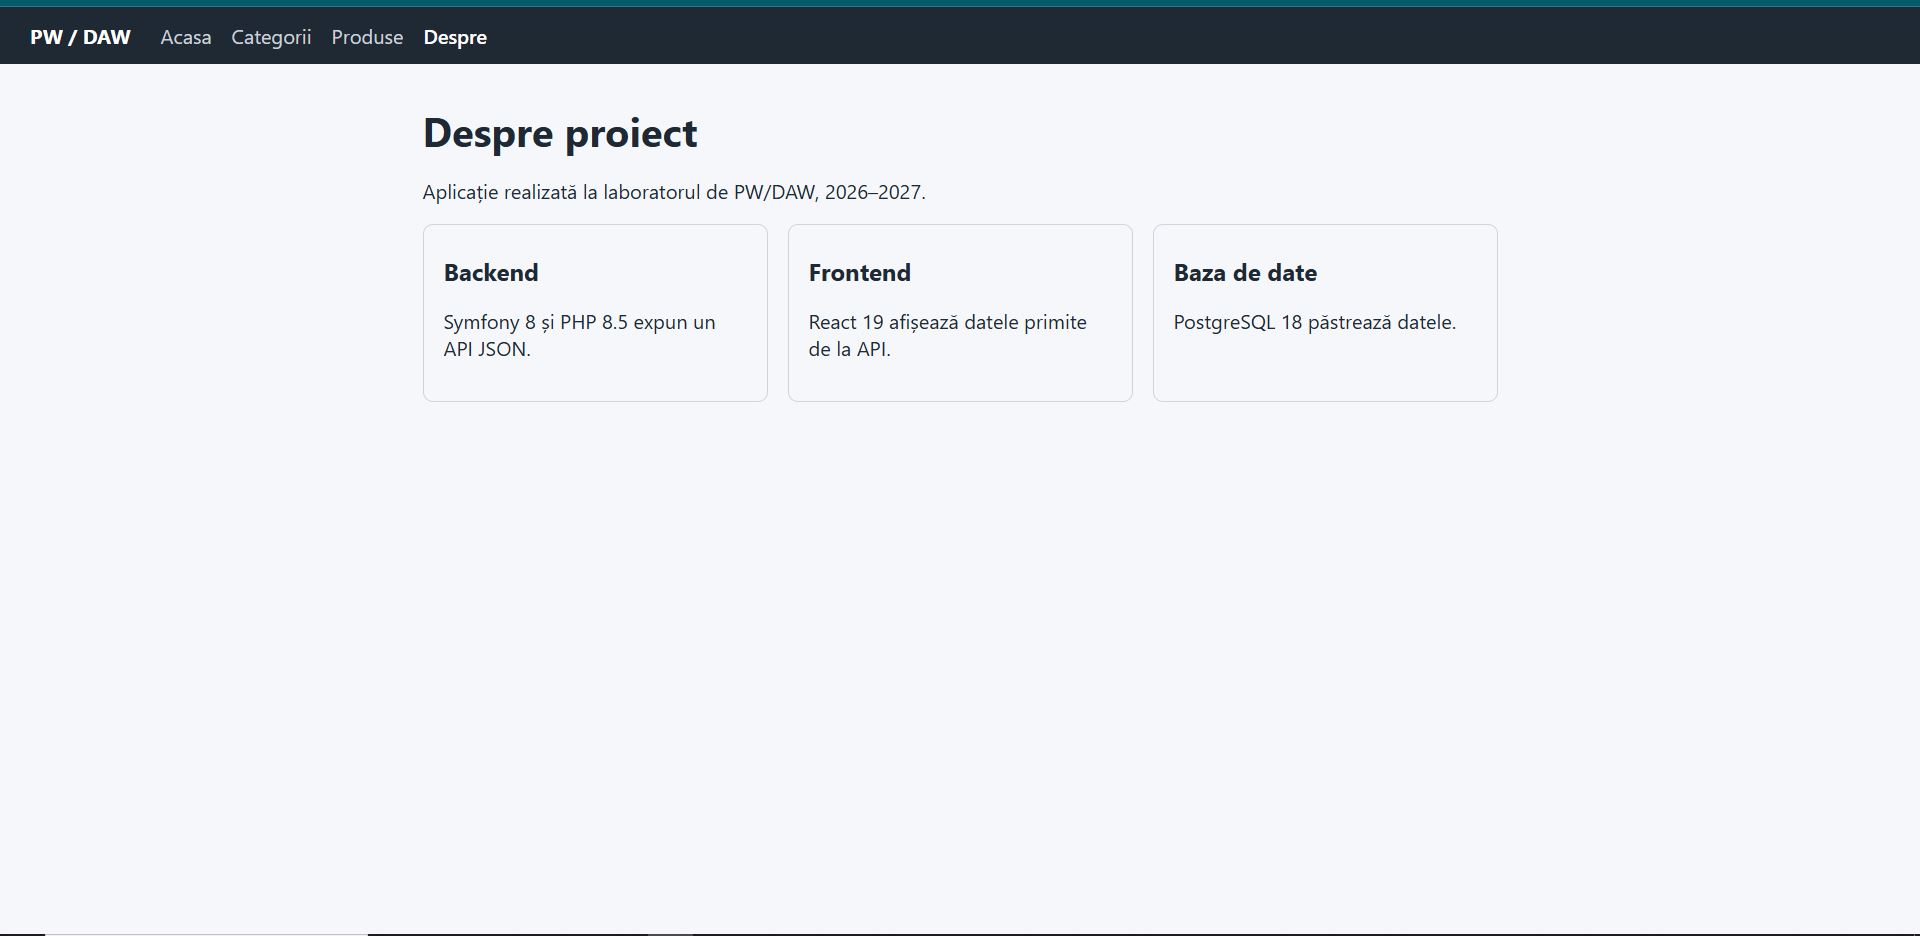 PW / DAW Acasa Categorii Produse Despre
Despre proiect
Aplicație realizată la laboratorul de PW/DAW, 2026–2027.
Backend
Symfony 8 și PHP 8.5 expun un
API JSON.
Frontend
React 19 afișează datele primite
de la API.
Baza de date
PostgreSQL 18 păstrează datele.